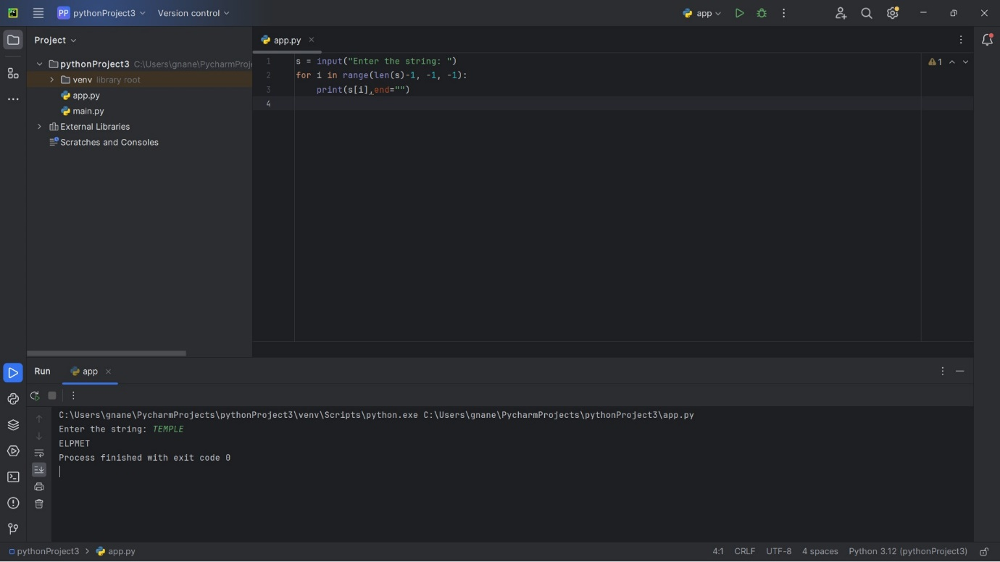 PP pythonProject3 Version control app
Project
app.py
pythonProject3 C:\Users\gnane\PycharmProj
venv library root
app.py
main.py
External Libraries
Scratches and Consoles
1 s = input("Enter the string: ")
2 for i in range(len(s)-1, -1, -1):
3 print(s[i],end="")
4
1
Run app
C:\Users\gnane\PycharmProjects\pythonProject3\venv\Scripts\python.exe C:\Users\gnane\PycharmProjects\pythonProject3\app.py
Enter the string: TEMPLE
ELPMET
Process finished with exit code 0
pythonProject3 > app.py 4:1 CRLF UTF-8 4 spaces Python 3.12 (pythonProject3)